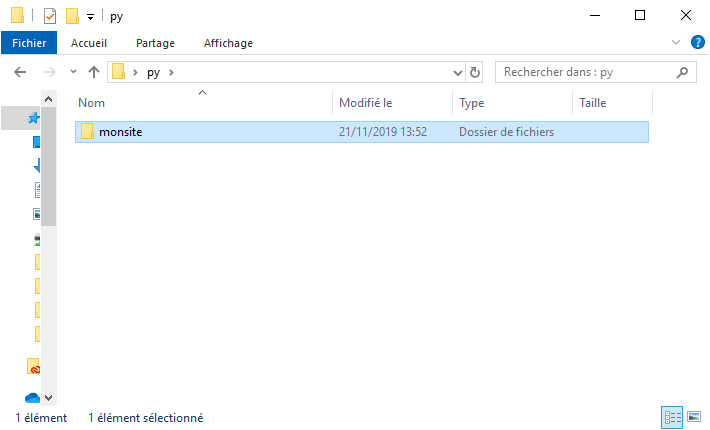 py
Fichier Accueil Partage Affichage
py Rechercher dans : py
Nom Modifié le Type Taille
monsite 21/11/2019 13:52 Dossier de fichiers
1 élément 1 élément sélectionné